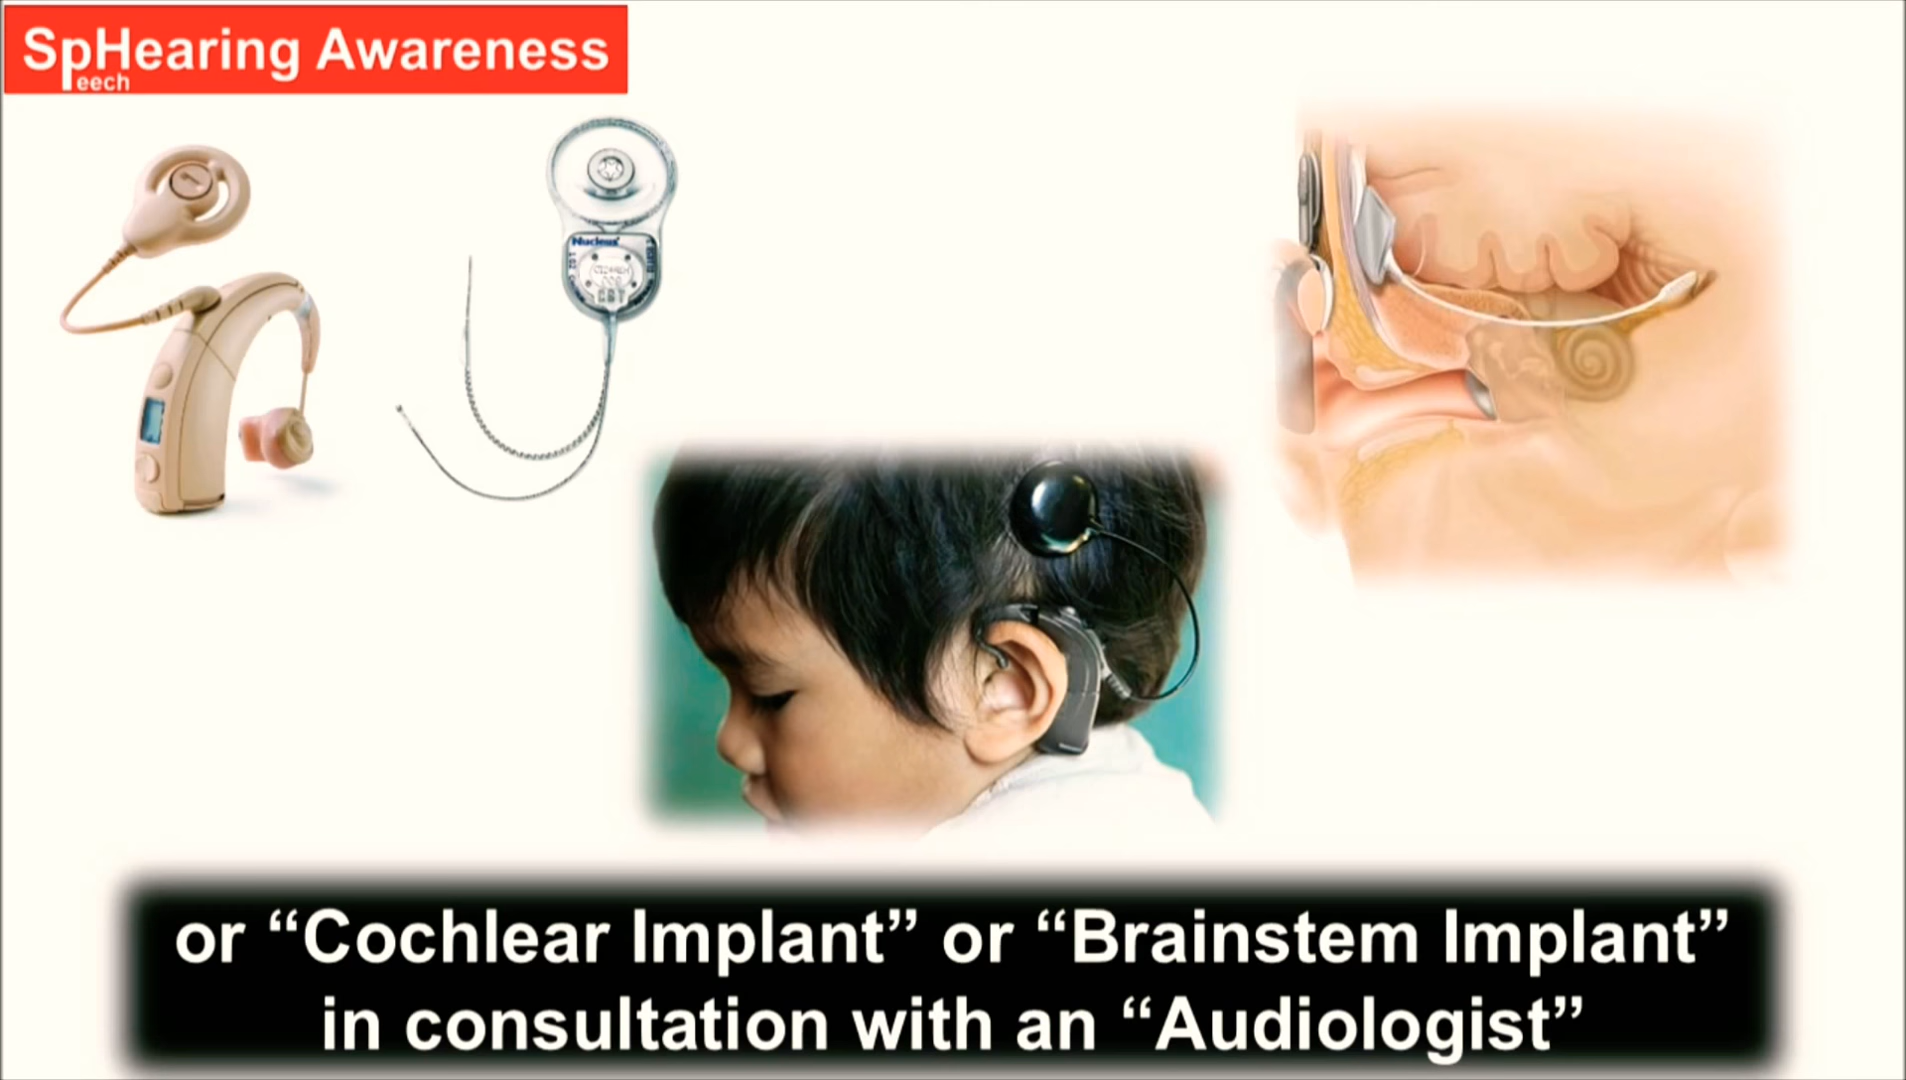 SpHearing Awareness
eech
Nucleus
or “Cochlear Implant” or “Brainstem Implant”
in consultation with an “Audiologist”